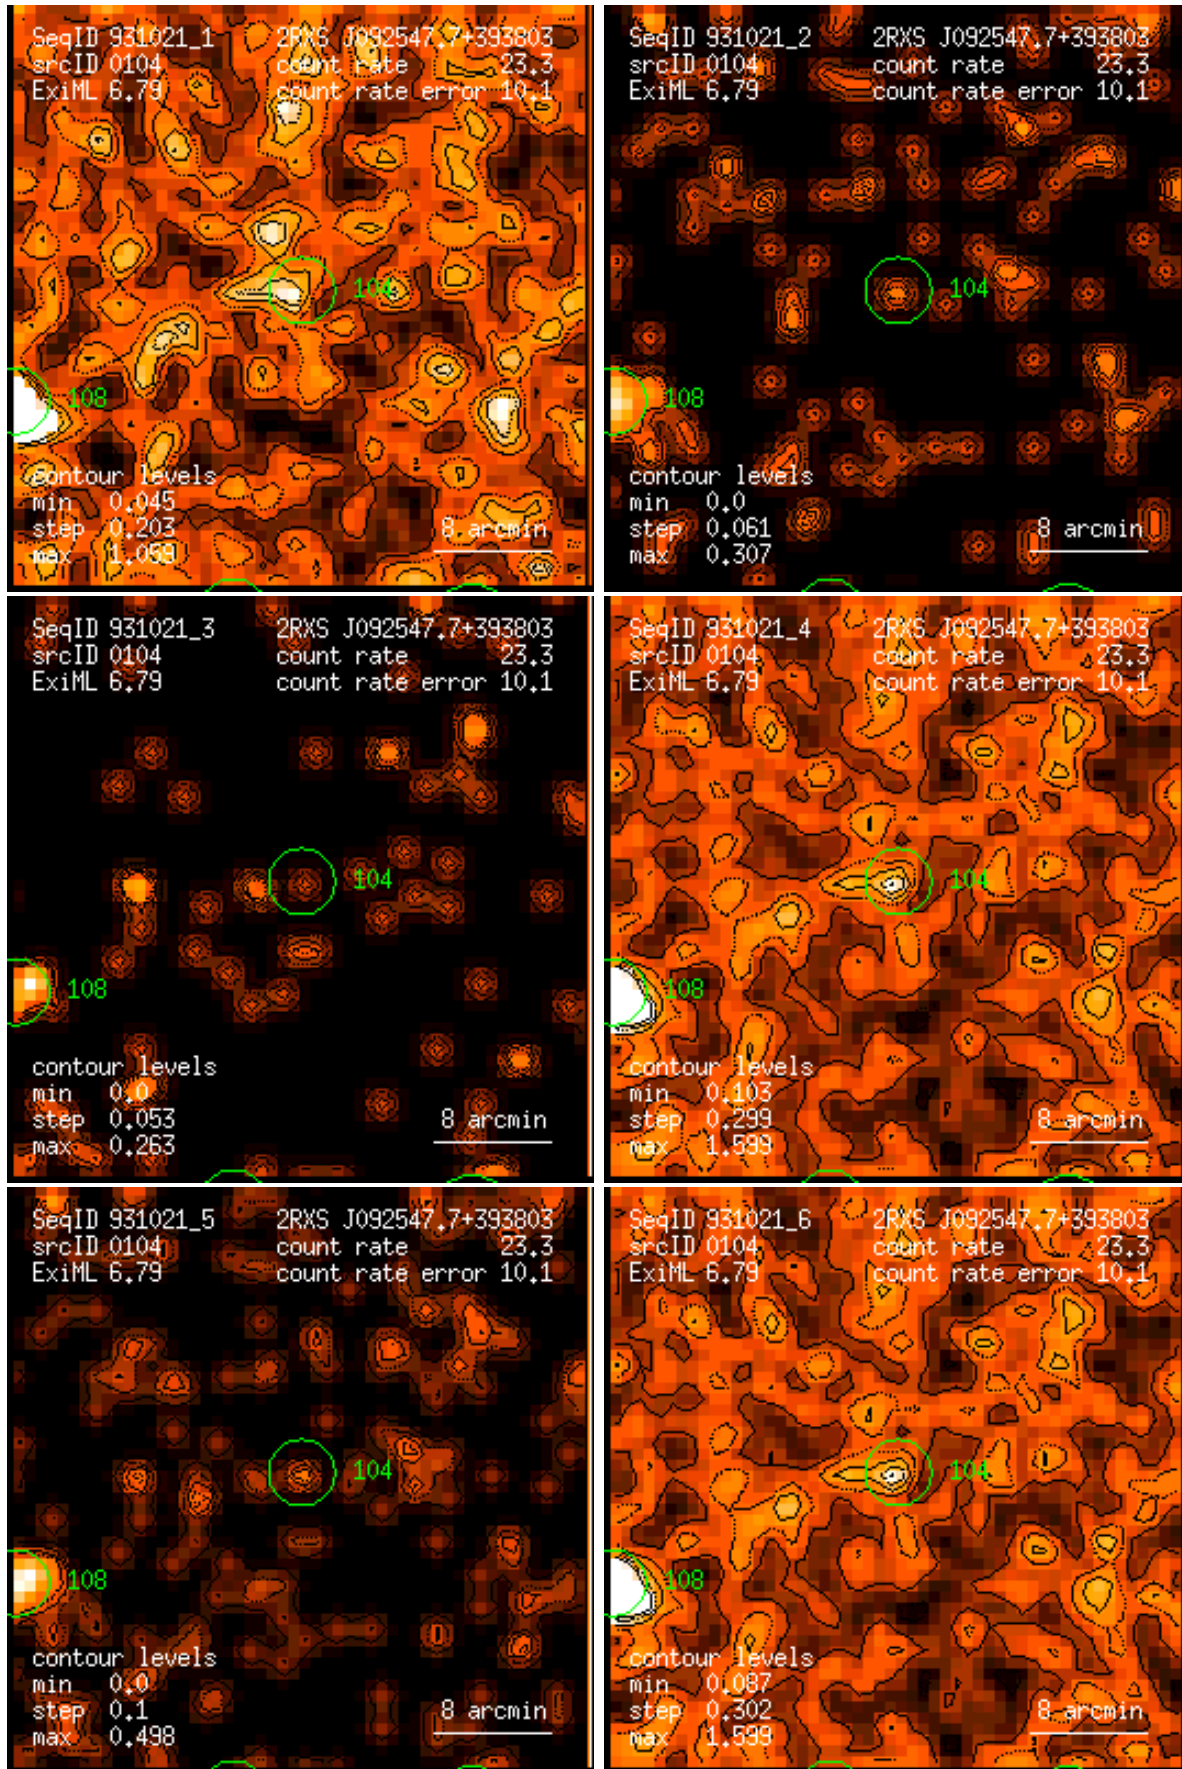 SeqID 931021_1 2RXS J092547.7+393803
srcID 0104 count rate 23.3
ExiML 6.79 count rate error 10.1
104
108
contour levels
min 0.045
step 0.203 8 arcmin
max 1.059
SeqID 931021_2 2RXS J092547.7+393803
srcID 0104 count rate 23.3
ExiML 6.79 count rate error 10.1
104
108
contour levels
min 0.0
step 0.061 8 arcmin
max 0.307
SeqID 931021_3 2RXS J092547.7+393803
srcID 0104 count rate 23.3
ExiML 6.79 count rate error 10.1
104
108
contour levels
min 0.0
step 0.053 8 arcmin
max 0.263
SeqID 931021_4 2RXS J092547.7+393803
srcID 0104 count rate 23.3
ExiML 6.79 count rate error 10.1
104
108
contour levels
min 0.103
step 0.299 8 arcmin
max 1.599
SeqID 931021_5 2RXS J092547.7+393803
srcID 0104 count rate 23.3
ExiML 6.79 count rate error 10.1
104
108
contour levels
min 0.0
step 0.1 8 arcmin
max 0.498
SeqID 931021_6 2RXS J092547.7+393803
srcID 0104 count rate 23.3
ExiML 6.79 count rate error 10.1
104
108
contour levels
min 0.087
step 0.302 8 arcmin
max 1.599